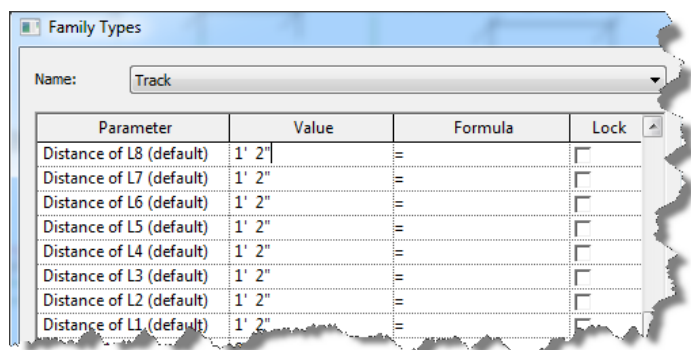 Family Types
Name: Track
Parameter Value Formula Lock
Distance of L8 (default) 1' 2" =
Distance of L7 (default) 1' 2" =
Distance of L6 (default) 1' 2" =
Distance of L5 (default) 1' 2" =
Distance of L4 (default) 1' 2" =
Distance of L3 (default) 1' 2" =
Distance of L2 (default) 1' 2" =
Distance of L1 (default) 1' 2" =